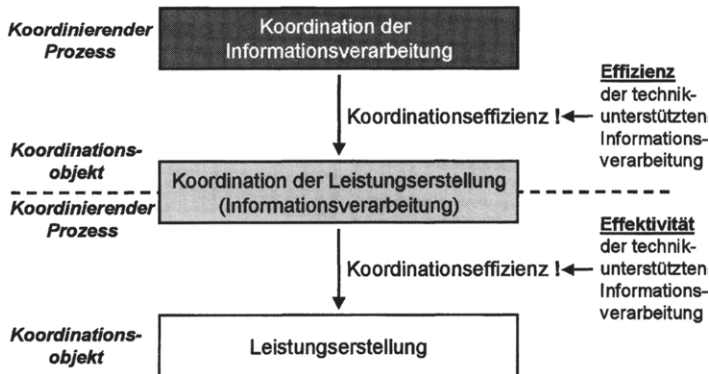 Koordinierender
Prozess
Koordination der
Informationsverarbeitung
Koordinationseffizienz !
Effizienz
der technik-
unterstützten
Informations-
verarbeitung
Koordinations-
objekt
Koordination der Leistungserstellung
(Informationsverarbeitung)
Koordinierender
Prozess
Koordinationseffizienz !
Effektivität
der technik-
unterstützten
Informations-
verarbeitung
Koordinations-
objekt
Leistungserstellung